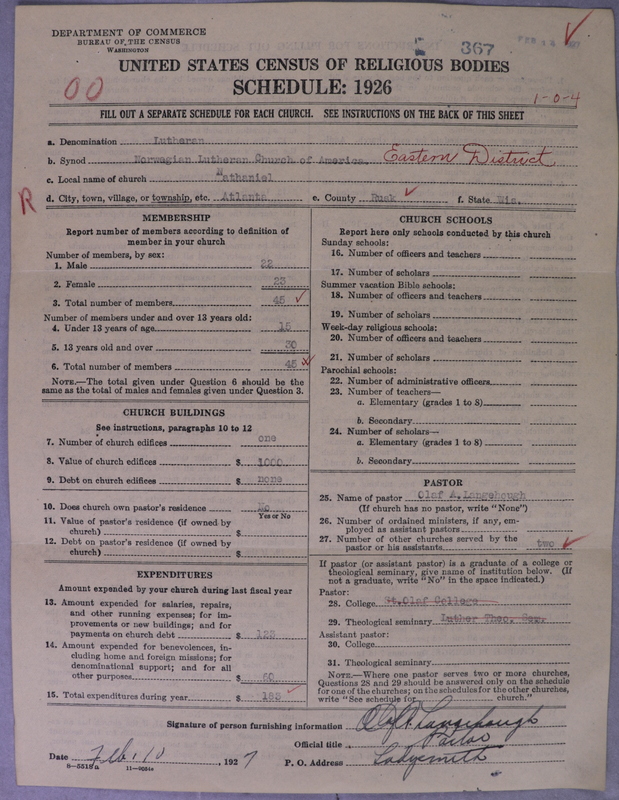 DEPARTMENT OF COMMERCE
BUREAU OF THE CENSUS
WASHINGTON
367
UNITED STATES CENSUS OF RELIGIOUS BODIES
SCHEDULE: 1926
00
1-0-4
FILL OUT A SEPARATE SCHEDULE FOR EACH CHURCH. SEE INSTRUCTIONS ON THE BACK OF THIS SHEET
a. Denomination Lutheran
b. Synod Norwegian Lutheran Church of America. Eastern District
c. Local name of church Nathaniel
R d. City, town, village, or township, etc. Atlanta e. County Rusk f. State Wis.
MEMBERSHIP
Report number of members according to definition of member in your church
Number of members, by sex:
1. Male 22
2. Female 23
3. Total number of members 45
Number of members under and over 13 years old:
4. Under 13 years of age 15
5. 13 years old and over 30
6. Total number of members 45
NOTE.—The total given under Question 6 should be the same as the total of males and females given under Question 3.
CHURCH BUILDINGS
See instructions, paragraphs 10 to 12
7. Number of church edifices one
8. Value of church edifices $ 1000
9. Debt on church edifices $ none
10. Does church own pastor's residence No
Yes or No
11. Value of pastor's residence (if owned by church) $
12. Debt on pastor's residence (if owned by church) $
EXPENDITURES
Amount expended by your church during last fiscal year
13. Amount expended for salaries, repairs, and other running expenses; for improvements or new buildings; and for payments on church debt $ 125
14. Amount expended for benevolences, including home and foreign missions; for denominational support; and for all other purposes $ 60
15. Total expenditures during year $ 185
CHURCH SCHOOLS
Report here only schools conducted by this church
Sunday schools:
16. Number of officers and teachers
17. Number of scholars
Summer vacation Bible schools:
18. Number of officers and teachers
19. Number of scholars
Week-day religious schools:
20. Number of officers and teachers
21. Number of scholars
Parochial schools:
22. Number of administrative officers
23. Number of teachers—
a. Elementary (grades 1 to 8)
b. Secondary
24. Number of scholars—
a. Elementary (grades 1 to 8)
b. Secondary
PASTOR
25. Name of pastor Olaf A. Langehough
(If church has no pastor, write "None")
26. Number of ordained ministers, if any, employed as assistant pastors
27. Number of other churches served by the pastor or his assistants two
If pastor (or assistant pastor) is a graduate of a college or theological seminary, give name of institution below. (If not a graduate, write "No" in the space indicated.)
Pastor:
28. College St.Olaf College
29. Theological seminary Luther Theo. Sem.
Assistant pastor:
30. College
31. Theological seminary
NOTE.—Where one pastor serves two or more churches, Questions 28 and 29 should be answered only on the schedule for one of the churches; on the schedules for the other churches, write "See schedule for church."
Signature of person furnishing information Olaf A. Langehough
Official title Pastor
Date Feb. 10, 1927 P. O. Address Ladysmith
8-5518a 11-9034a